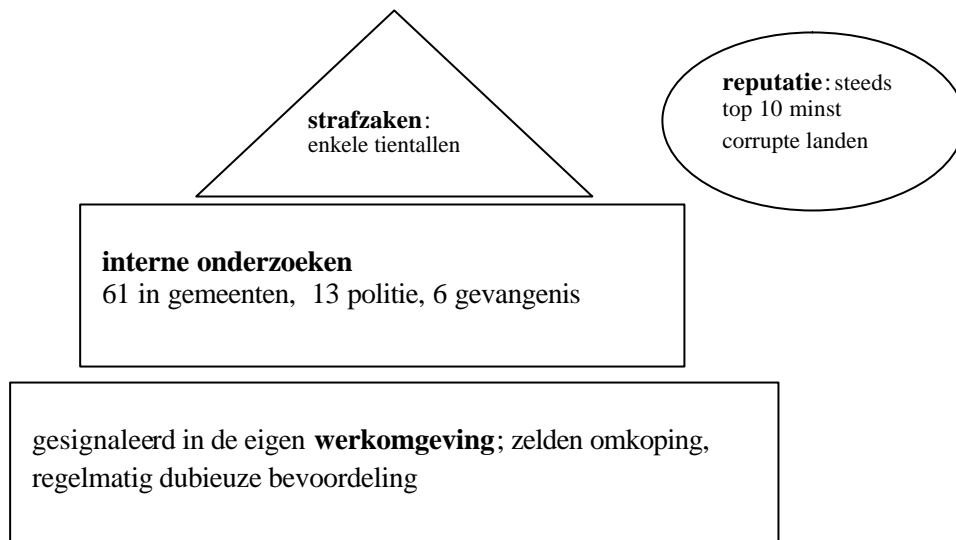 strafzaken:
enkele tientallen
reputatie: steeds
top 10 minst
corrupte landen
interne onderzoeken
61 in gemeenten, 13 politie, 6 gevangenis
gesignaleerd in de eigen werkomgeving; zelden omkoping,
regelmatig dubieuze bevoordeling